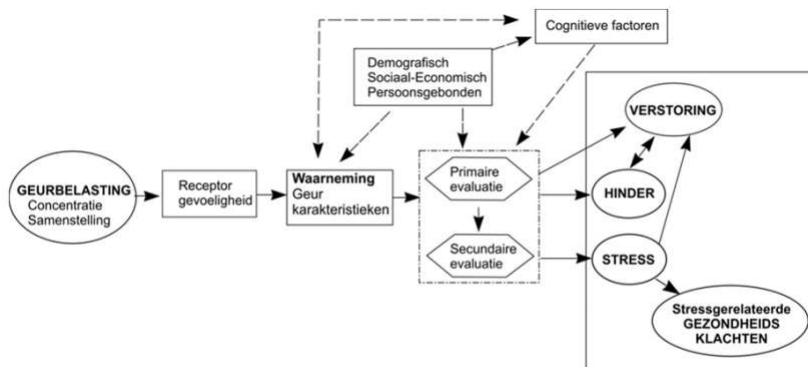 Cognitieve factoren
Demografisch
Sociaal-Economisch
Persoonsgebonden
VERSTORING
GEURBELASTING
Concentratie
Samenstelling
Receptor
gevoeligheid
Waarneming
Geur
karakteristieken
Primaire
evaluatie
HINDER
Secundaire
evaluatie
STRESS
Stressgerelateerde
GEZONDHEIDS
KLACHTEN